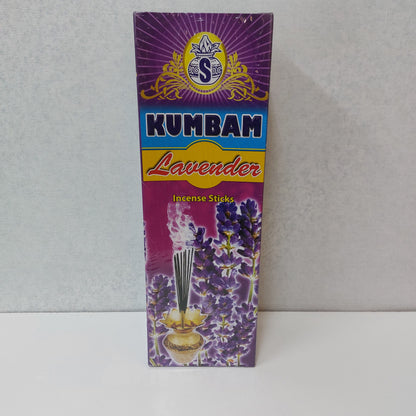 S
KUMBAM
Lavender
Incense Sticks